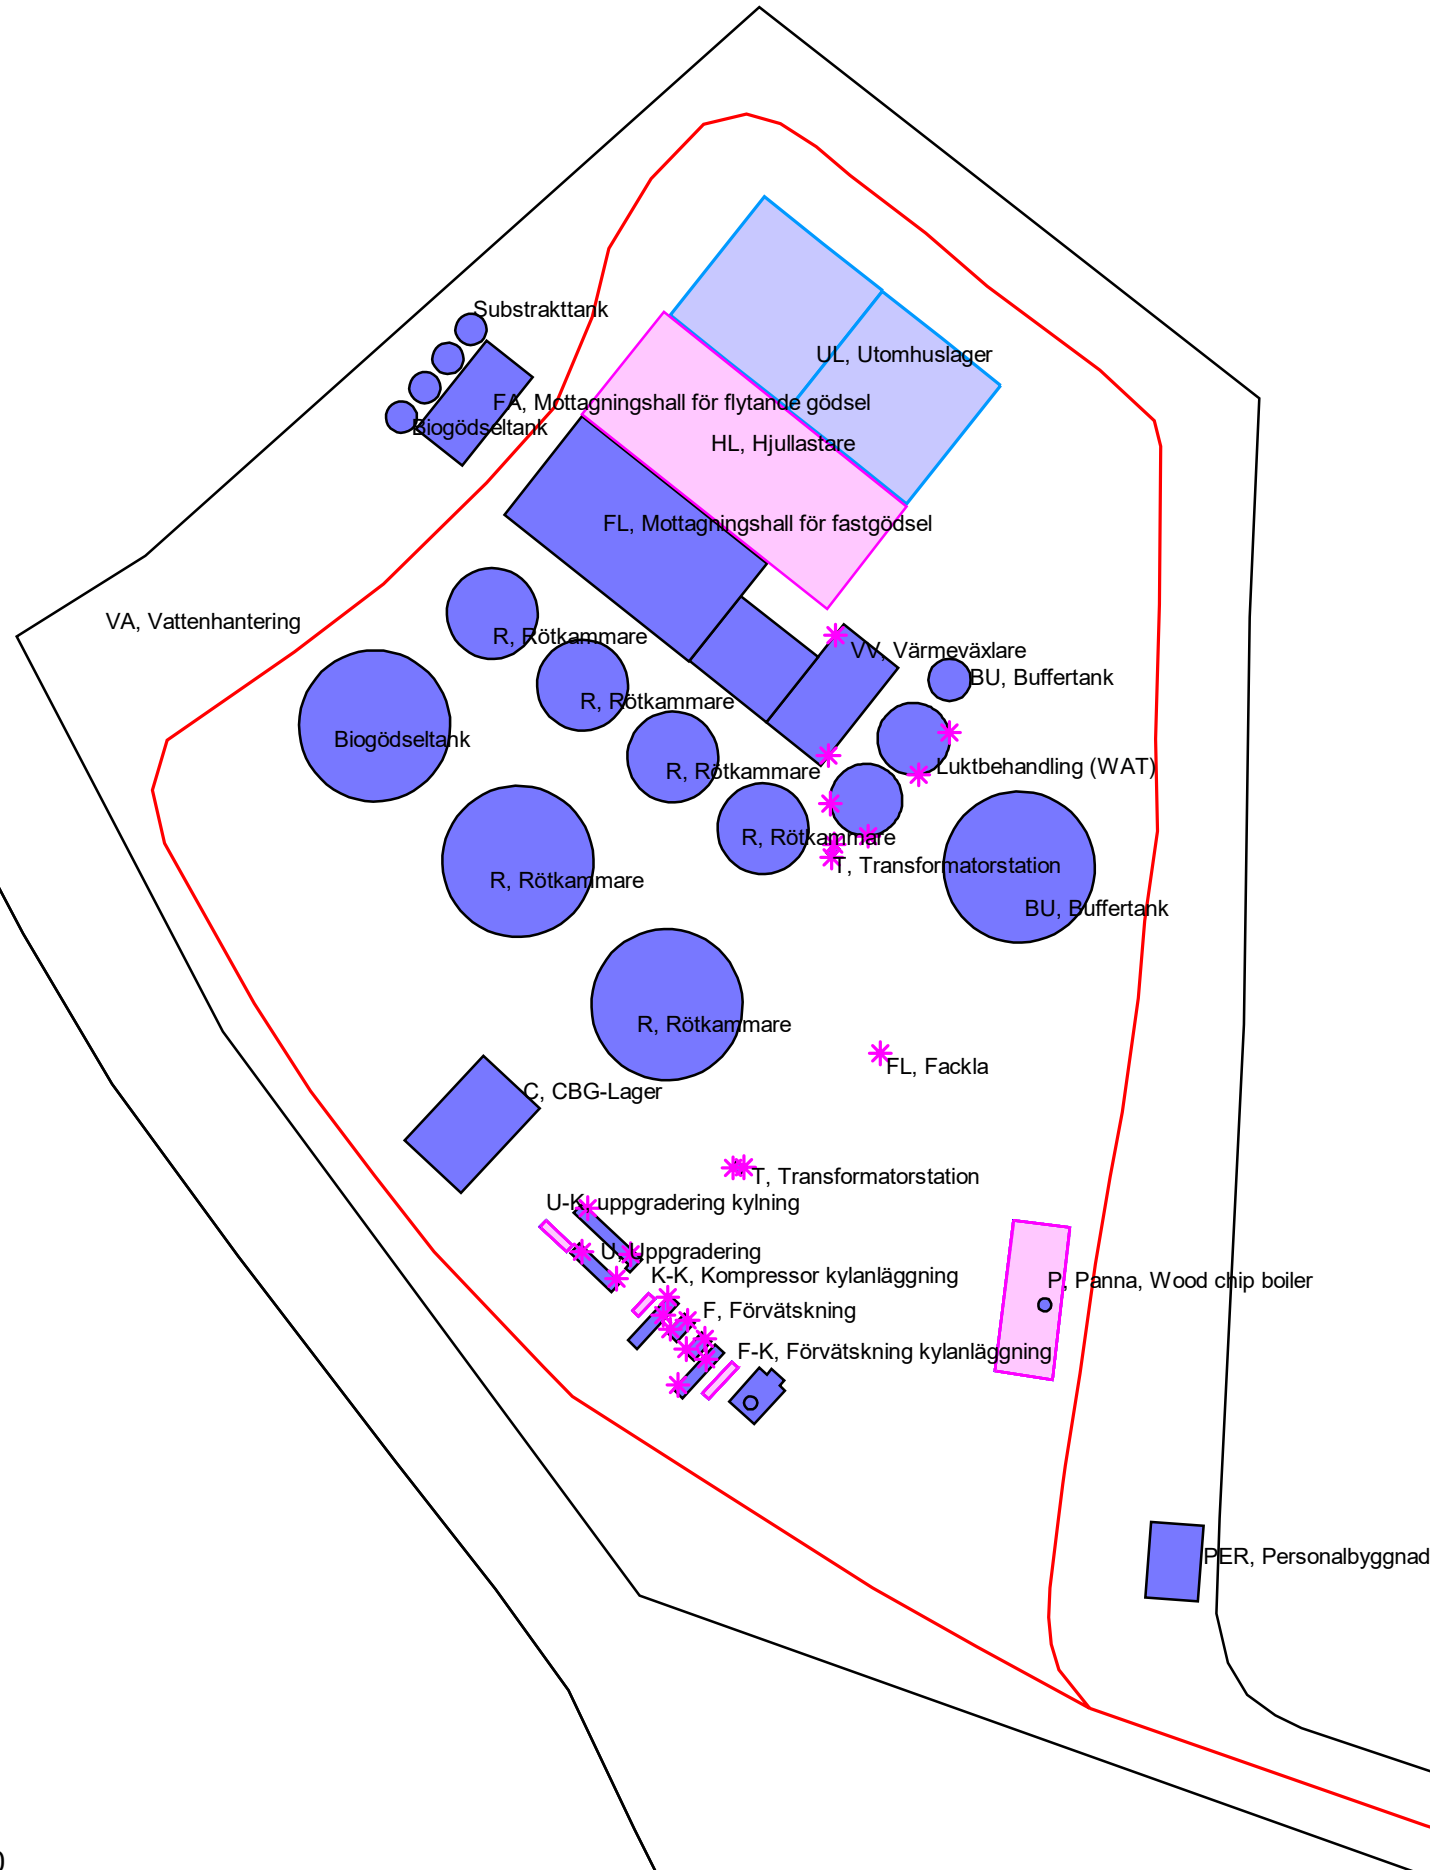 Substrakttank
UL, Utomhuslager
FA, Mottagningshall för flytande gödsel
Biogödseltank
HL, Hjullastare
FL, Mottagningshall för fastgödsel
VA, Vattenhantering
R, Rötkammare
VV, Värmeväxlare
BU, Buffertank
R, Rötkammare
Biogödseltank
Luktbehandling (WAT)
R, Rötkammare
R, Rötkammare
T, Transformatorstation
R, Rötkammare
BU, Buffertank
R, Rötkammare
FL, Fackla
C, CBG-Lager
T, Transformatorstation
U-K, uppgradering kylning
U, Uppgradering
K-K, Kompressor kylanläggning
P, Panna, Wood chip boiler
F, Förvätskning
F-K, Förvätskning kylanläggning
PER, Personalbyggnad